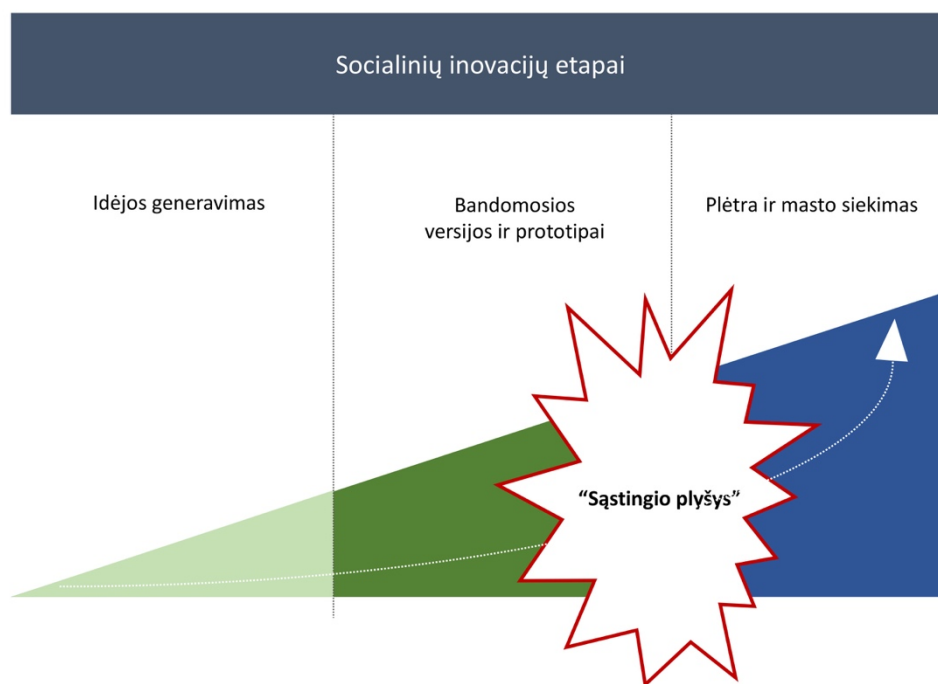 Socialinių inovacijų etapai
Idėjos generavimas
Bandomosios
versijos ir prototipai
Plėtra ir masto siekimas
“Sąstingio plyšys”